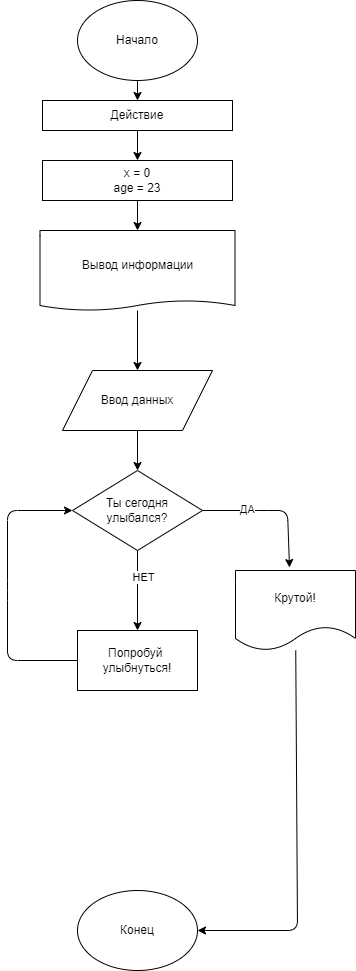 Начало
Действие
x = 0
age = 23
Вывод информации
Ввод данных
Ты сегодня
улыбался?
ДА
НЕТ
Крутой!
Попробуй
улыбнуться!
Конец